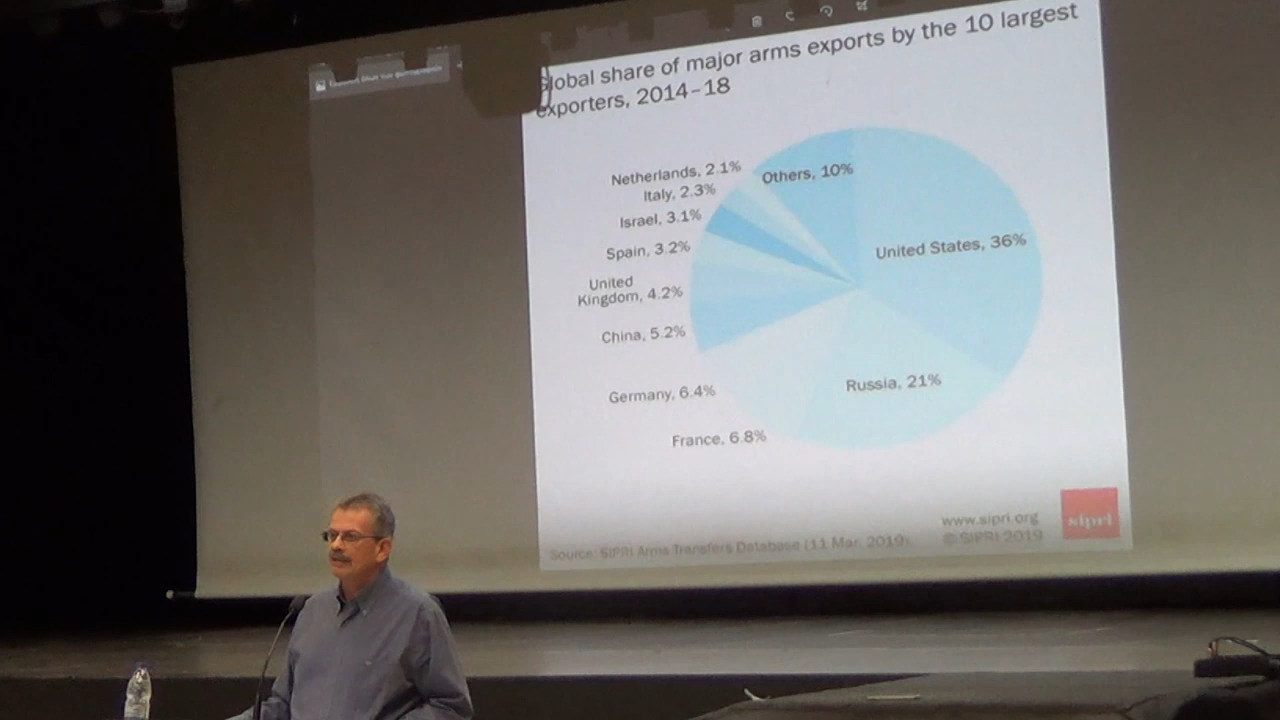 Global share of major arms exports by the 10 largest
exporters, 2014–18
Netherlands, 2.1%
Others, 10%
Italy, 2.3%
Israel, 3.1%
United States, 36%
Spain, 3.2%
United
Kingdom, 4.2%
China, 5.2%
Russia, 21%
Germany, 6.4%
France, 6.8%
www.sipri.org
sipri
© SIPRI 2019
Source: SIPRI Arms Transfers Database (11 Mar. 2019).